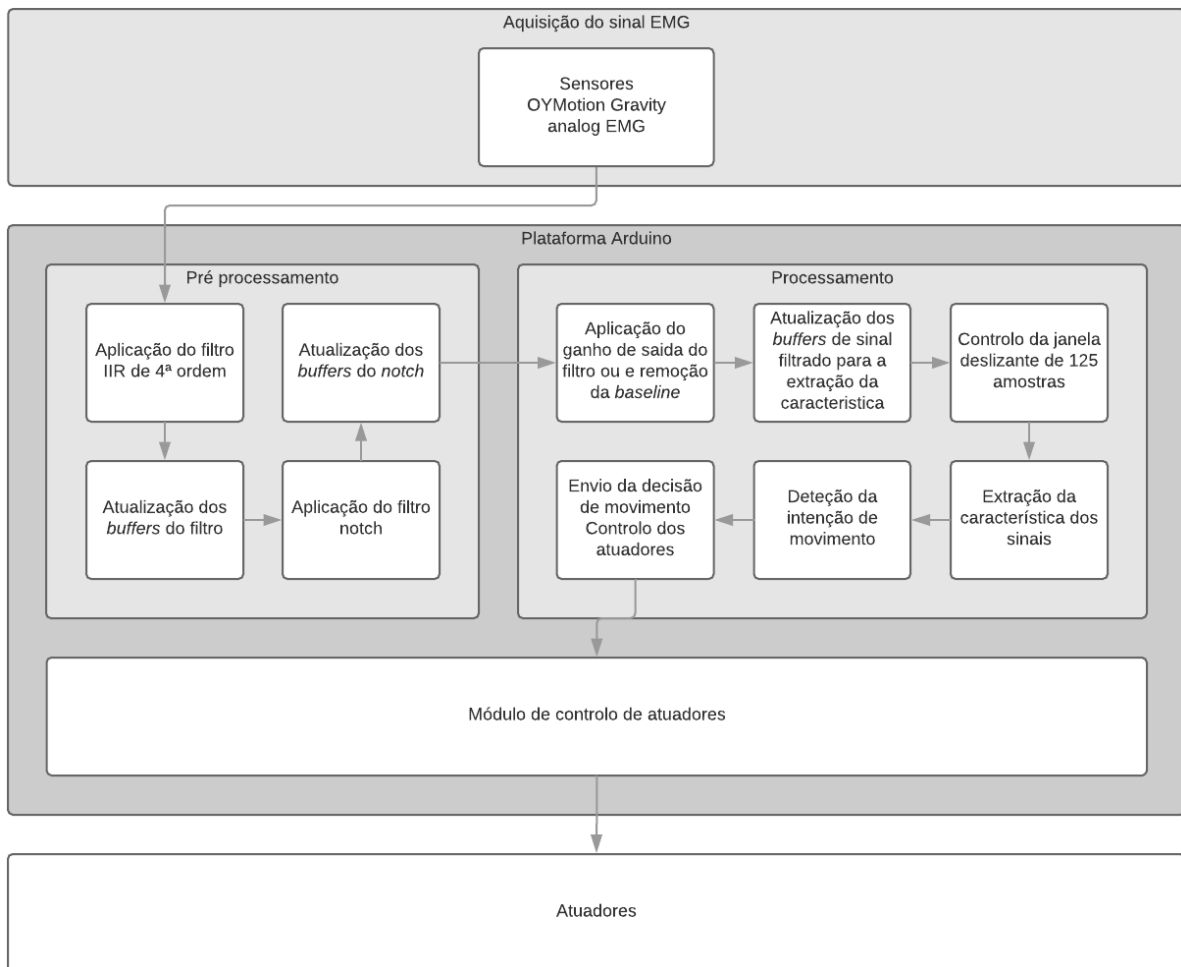 Aquisição do sinal EMG
Sensores
OYMotion Gravity
analog EMG
Plataforma Arduino
Pré processamento
Aplicação do filtro
IIR de 4ª ordem
Atualização dos
buffers do filtro
Aplicação do filtro
notch
Atualização dos
buffers do notch
Processamento
Aplicação do
ganho de saida do
filtro ou e remoção
da baseline
Atualização dos
buffers de sinal
filtrado para a
extração da
caracteristica
Controlo da janela
deslizante de 125
amostras
Extração da
característica dos
sinais
Deteção da
intenção de
movimento
Envio da decisão
de movimento
Controlo dos
atuadores
Módulo de controlo de atuadores
Atuadores